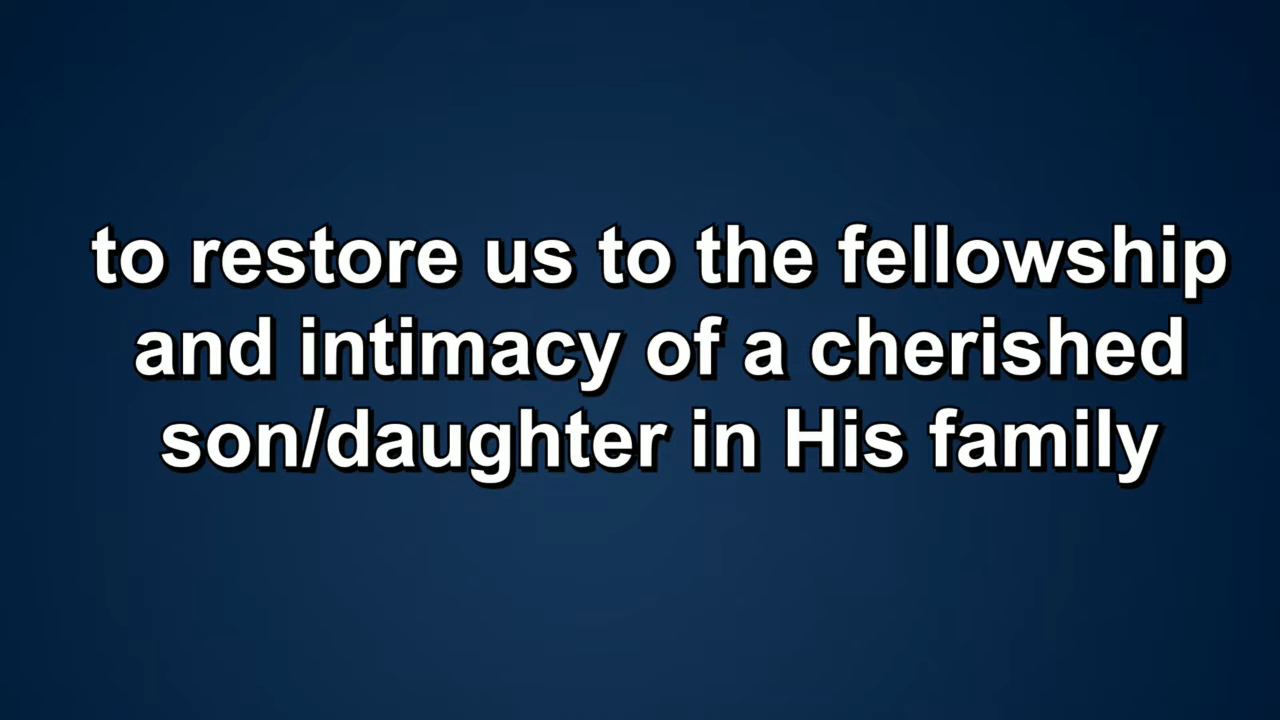 to restore us to the fellowship
and intimacy of a cherished
son/daughter in His family